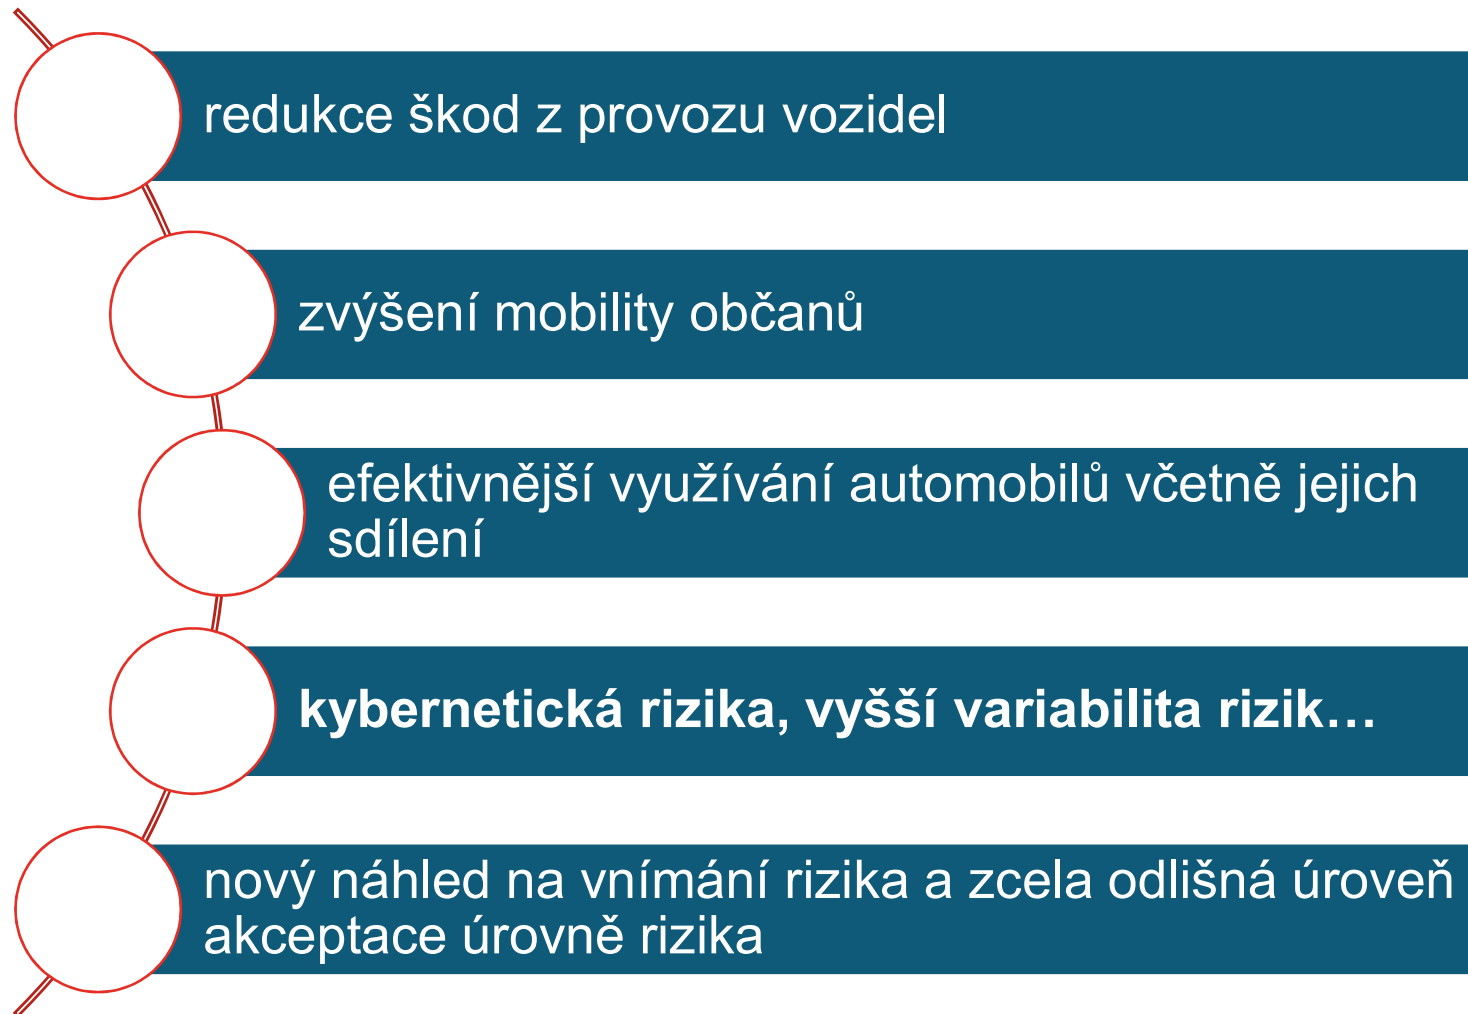 redukce škod z provozu vozidel
zvýšení mobility občanů
efektivnější využívání automobilů včetně jejich
sdílení
kybernetická rizika, vyšší variabilita rizik…
nový náhled na vnímání rizika a zcela odlišná úroveň
akceptace úrovně rizika